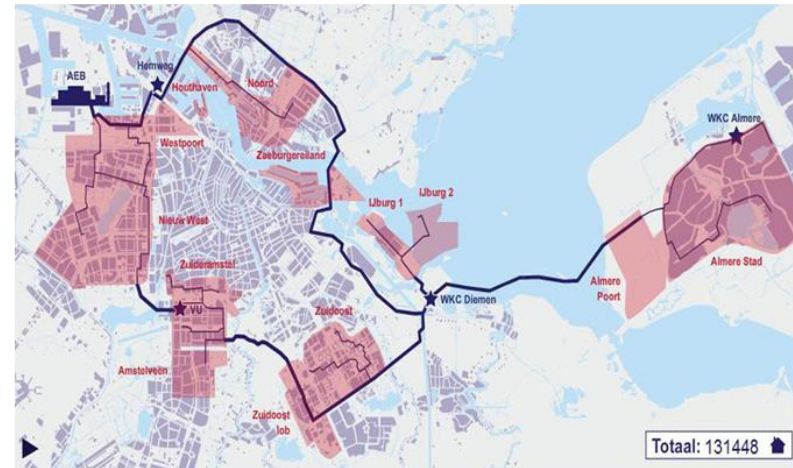 Hemweg
AEB
Houthaven
Noord
WKC Almere
Westpoort
Zeeburgereiland
IJburg 1
IJburg 2
Nieuw West
Zuideramstel
VU
Zuidoost
WKC Diemen
Almere
Poort
Almere Stad
Amstelveen
Zuidoost
lob
Totaal: 131448